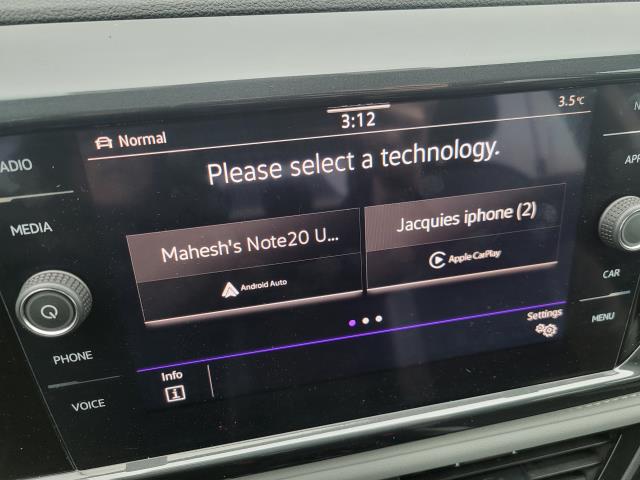 3:12
3.5°C
Normal
Please select a technology.
Mahesh's Note20 U...
Android Auto
Jacquies iphone (2)
Apple CarPlay
Settings
Info
MEDIA
PHONE
VOICE
CAR
MENU